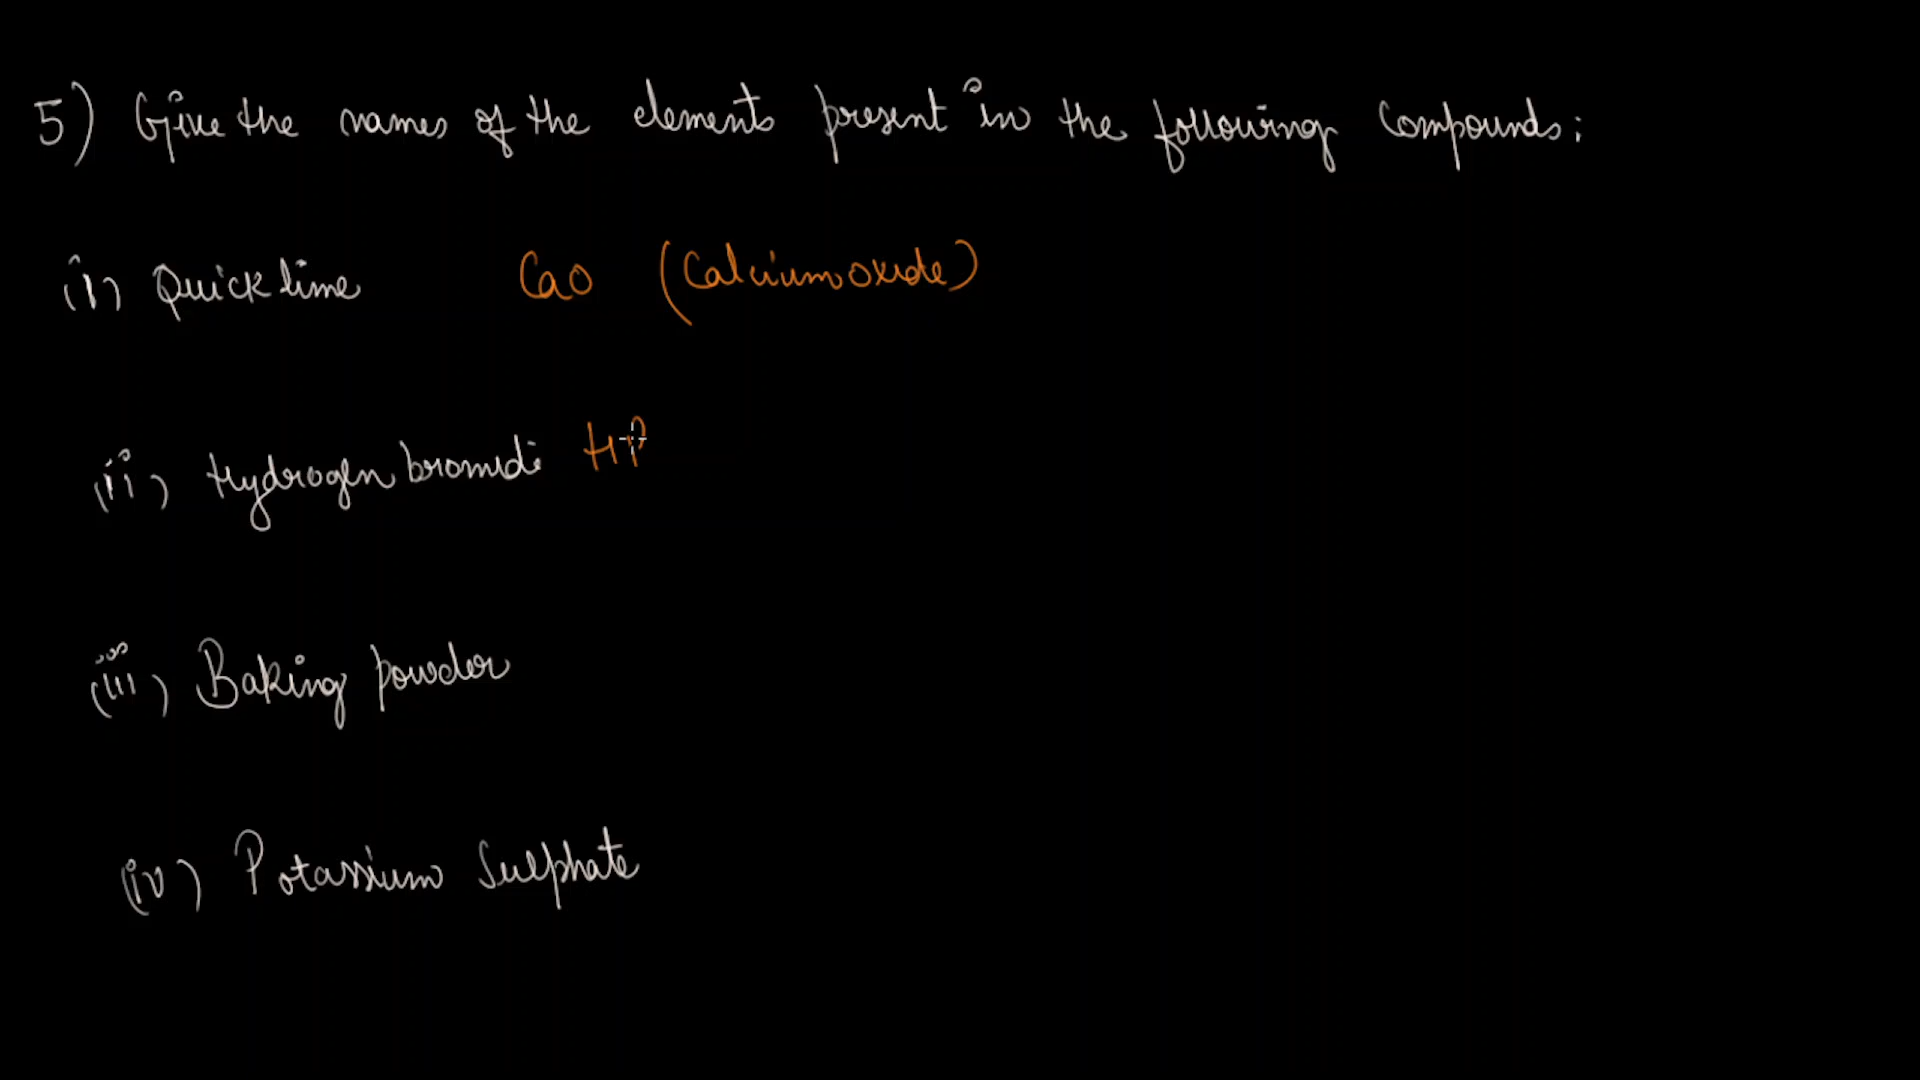 5) Give the names of the elements present in the following Compounds:
(i) Quick lime CaO (Calcium oxide)
(ii) Hydrogen bromide H
(iii) Baking powder
(iv) Potassium Sulphate